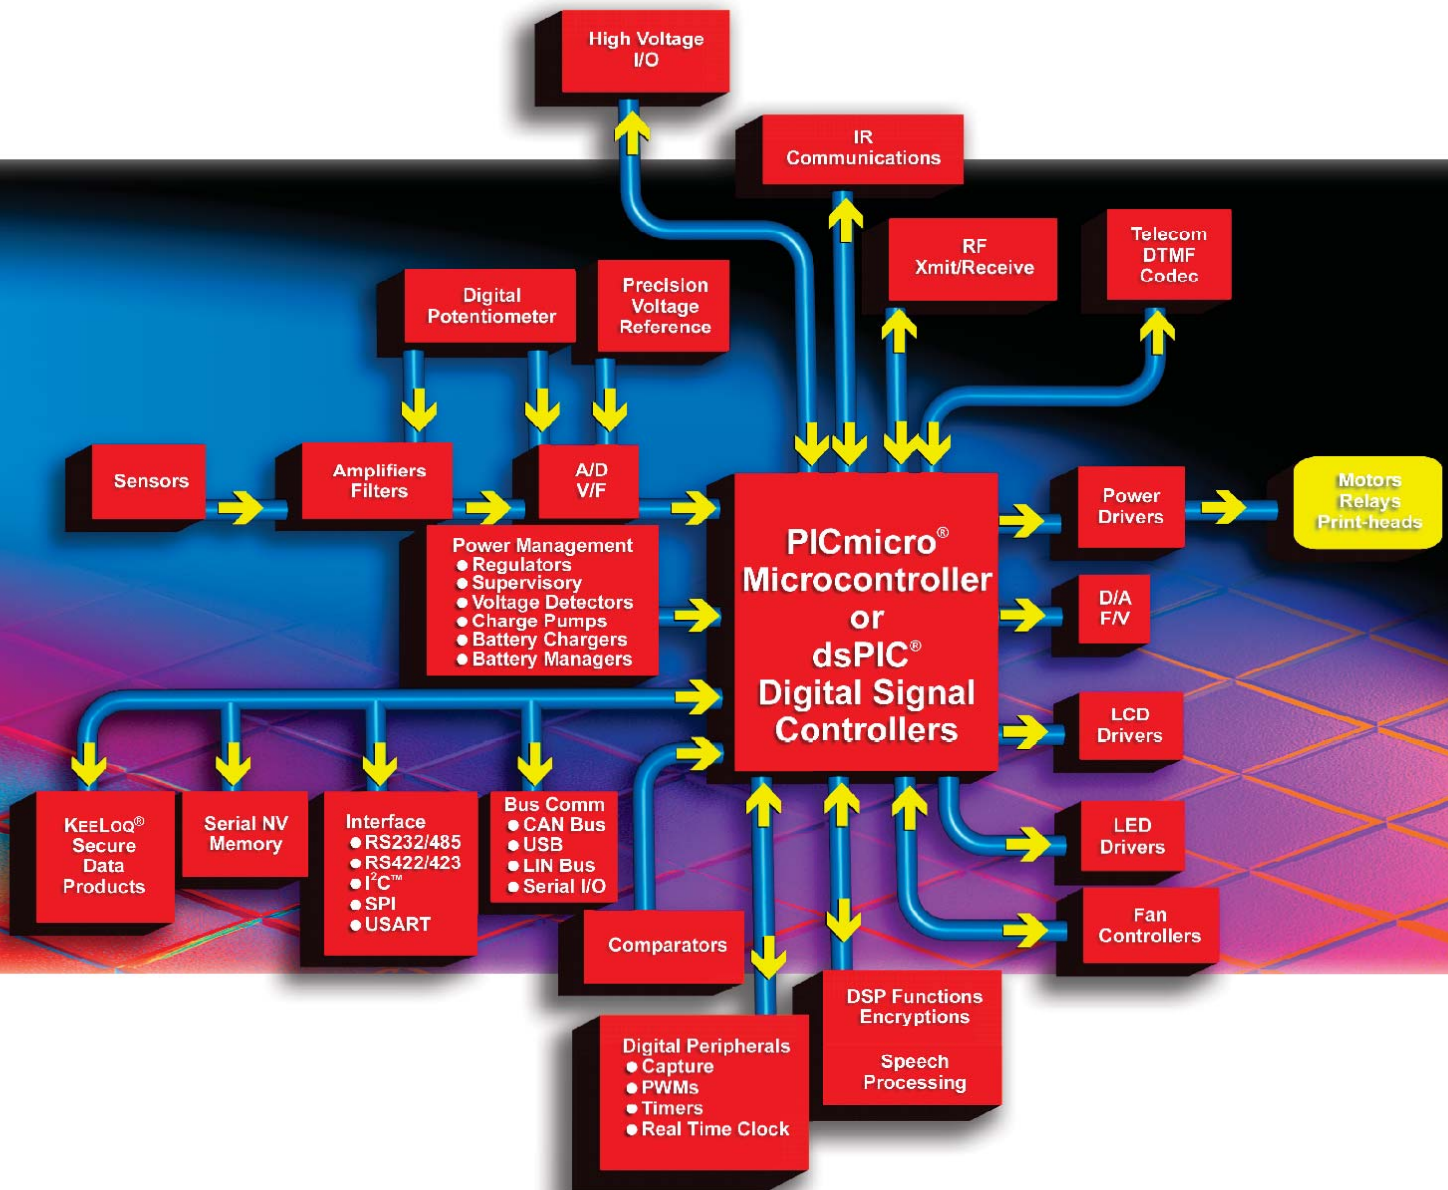 High Voltage
I/O
IR
Communications
RF
Xmit/Receive
Telecom
DTMF
Codec
Digital
Potentiometer
Precision
Voltage
Reference
Sensors
Amplifiers
Filters
A/D
V/F
Power Management
● Regulators
● Supervisory
● Voltage Detectors
● Charge Pumps
● Battery Chargers
● Battery Managers
PICmicro®
Microcontroller
or
dsPIC®
Digital Signal
Controllers
Power
Drivers
Motors
Relays
Print-heads
D/A
F/V
LCD
Drivers
LED
Drivers
Fan
Controllers
KEELOQ®
Secure
Data
Products
Serial NV
Memory
Interface
● RS232/485
● RS422/423
● I²C™
● SPI
● USART
Bus Comm
● CAN Bus
● USB
● LIN Bus
● Serial I/O
Comparators
Digital Peripherals
● Capture
● PWMs
● Timers
● Real Time Clock
DSP Functions
Encryptions
Speech
Processing